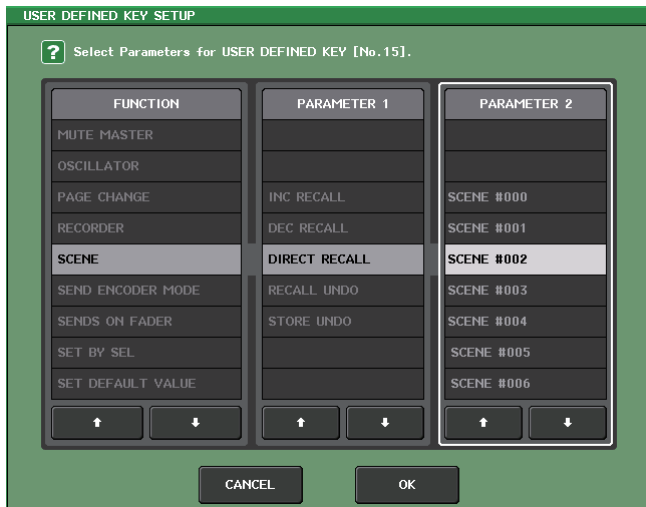 USER DEFINED KEY SETUP
? Select Parameters for USER DEFINED KEY [No.15].
FUNCTION
MUTE MASTER
OSCILLATOR
PAGE CHANGE
RECORDER
SCENE
SEND ENCODER MODE
SENDS ON FADER
SET BY SEL
SET DEFAULT VALUE
PARAMETER 1
INC RECALL
DEC RECALL
DIRECT RECALL
RECALL UNDO
STORE UNDO
PARAMETER 2
SCENE #000
SCENE #001
SCENE #002
SCENE #003
SCENE #004
SCENE #005
SCENE #006
CANCEL
OK